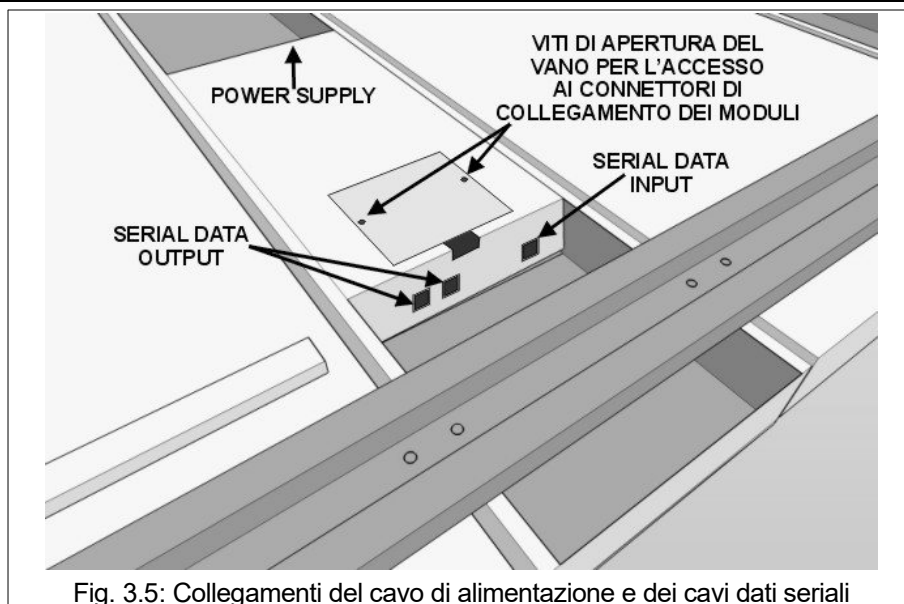 VITI DI APERTURA DEL
VANO PER L'ACCESSO
AI CONNETTORI DI
COLLEGAMENTO DEI MODULI
POWER SUPPLY
SERIAL DATA
INPUT
SERIAL DATA
OUTPUT
Fig. 3.5: Collegamenti del cavo di alimentazione e dei cavi dati seriali